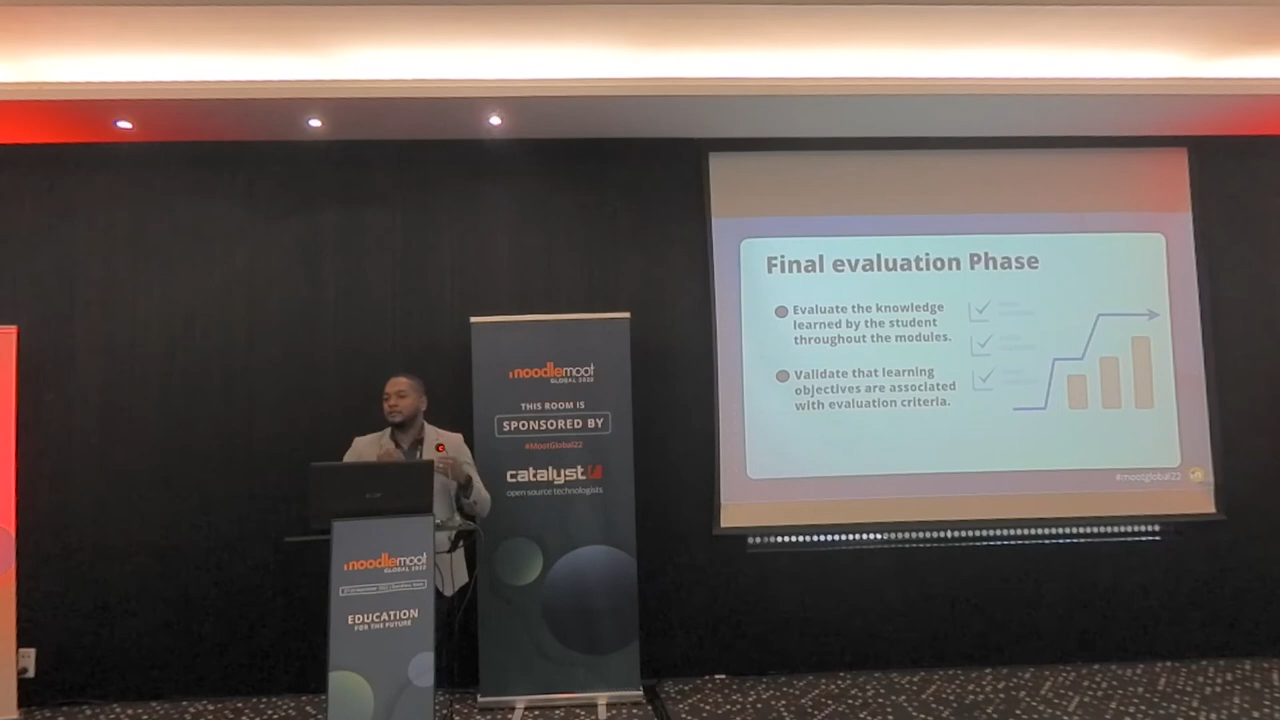 moodlemoot
GLOBAL 2022
THIS ROOM IS
SPONSORED BY
#MootGlobal22
catalyst
open source technologists
moodlemoot
GLOBAL 2022
EDUCATION
FOR THE FUTURE
Final evaluation Phase
Evaluate the knowledge
learned by the student
throughout the modules.
Validate that learning
objectives are associated
with evaluation criteria.
#mootglobal22